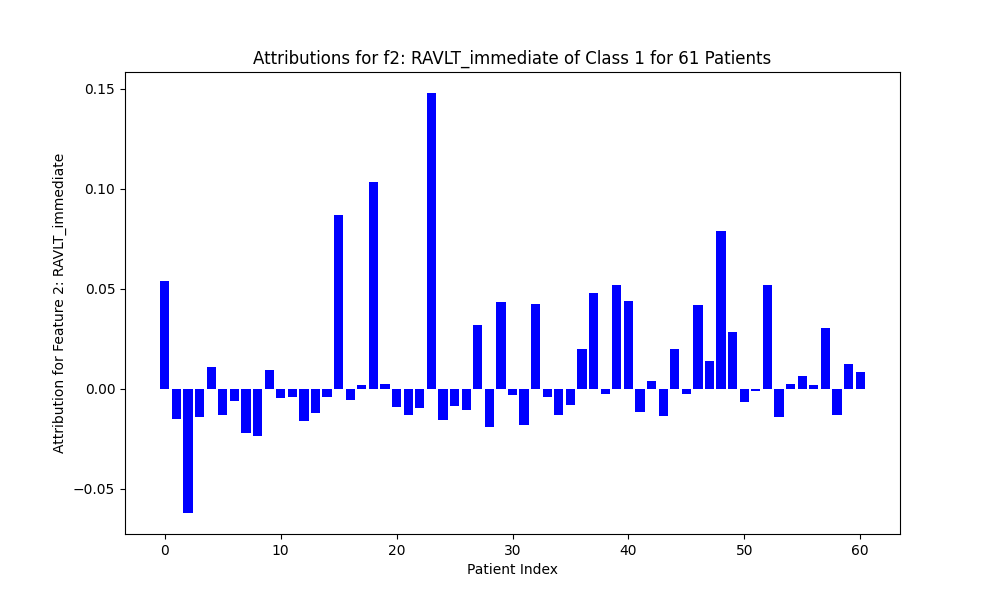 Attributions for f2: RAVLT_immediate of Class 1 for 61 Patients
Attribution for Feature 2: RAVLT_immediate
0.15
0.10
0.05
0.00
−0.05
0 10 20 30 40 50 60
Patient Index